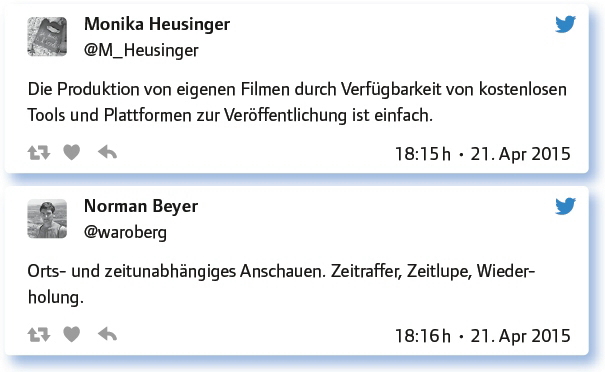 Monika Heusinger
@M_Heusinger
Die Produktion von eigenen Filmen durch Verfügbarkeit von kostenlosen
Tools und Plattformen zur Veröffentlichung ist einfach.
18:15 h · 21. Apr 2015
Norman Beyer
@waroberg
Orts- und zeitunabhängiges Anschauen. Zeitraffer, Zeitlupe, Wieder-
holung.
18:16 h · 21. Apr 2015